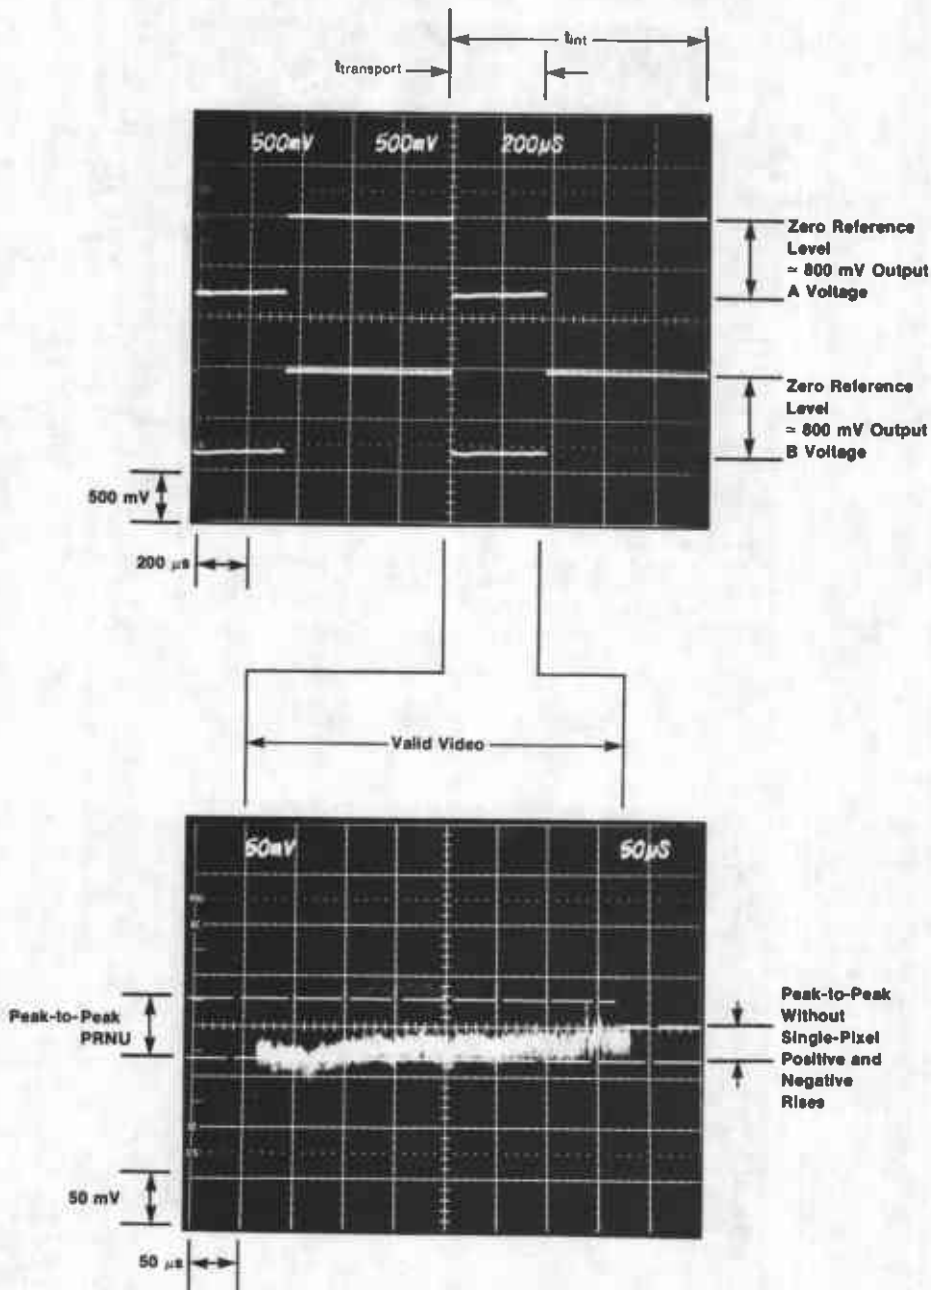 tint
ttransport
500mV 500mV 200µS
Zero Reference
Level
≃ 800 mV Output
A Voltage
Zero Reference
Level
≃ 800 mV Output
B Voltage
500 mV
200 µs
Valid Video
50mV 50µS
Peak-to-Peak
PRNU
Peak-to-Peak
Without
Single-Pixel
Positive and
Negative
Rises
50 mV
50 µs